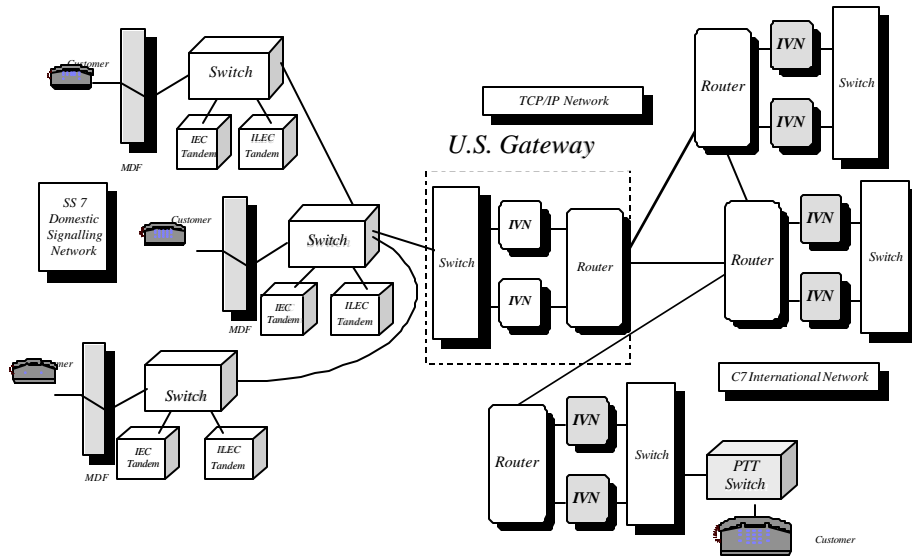 Customer
Switch
IEC
Tandem
ILEC
Tandem
MDF
SS 7
Domestic
Signalling
Network
Customer
Switch
IEC
Tandem
ILEC
Tandem
MDF
mer
Switch
IEC
Tandem
ILEC
Tandem
MDF
TCP/IP Network
U.S. Gateway
Switch
IVN
IVN
Router
Router
IVN
IVN
Switch
Router
IVN
IVN
Switch
C7 International Network
Router
IVN
IVN
Switch
PTT
Switch
Customer